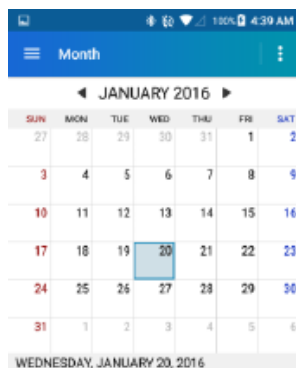 100% 4:39 AM
Month
JANUARY 2016
SUN MON TUE WED THU FRI SAT
27 28 29 30 31 1 2
3 4 5 6 7 8 9
10 11 12 13 14 15 16
17 18 19 20 21 22 23
24 25 26 27 28 29 30
31 1 2 3 4 5 6
WEDNESDAY, JANUARY 20, 2016